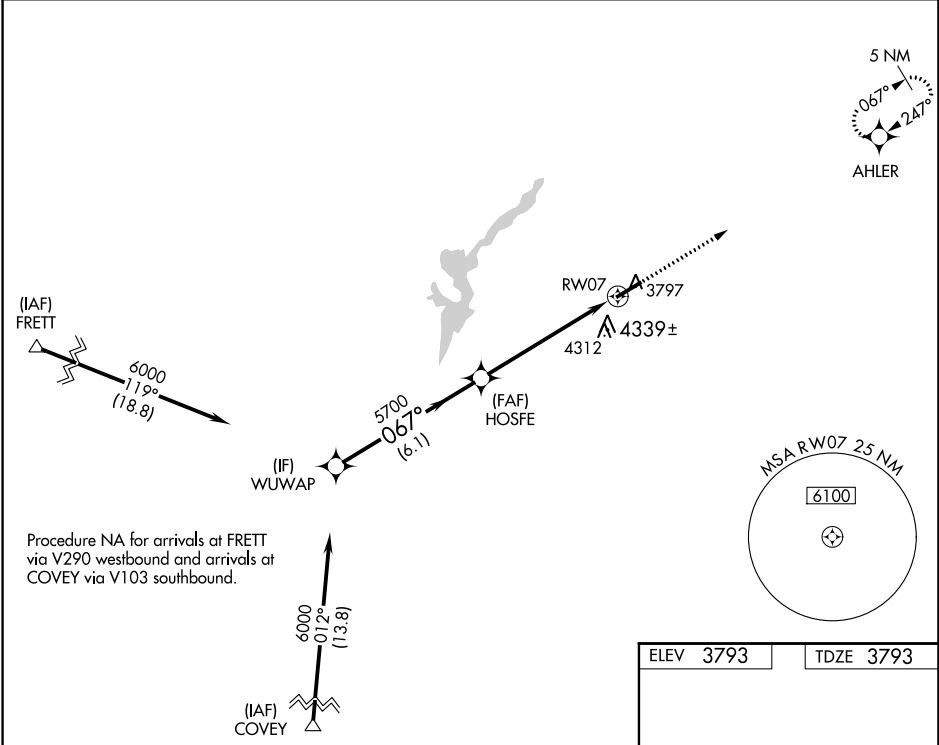 5 NM
067°
247°
AHLER
RW07
3797
4339±
4312
(IAF)
FRETT
6000
119°
(18.8)
5700
067°
(6.1)
(FAF)
HOSFE
(IF)
WUWAP
MSA RW07 25 NM
6100
Procedure NA for arrivals at FRETT
via V290 westbound and arrivals at
COVEY via V103 southbound.
6000
012°
(13.8)
(IAF)
COVEY
ELEV 3793
TDZE 3793